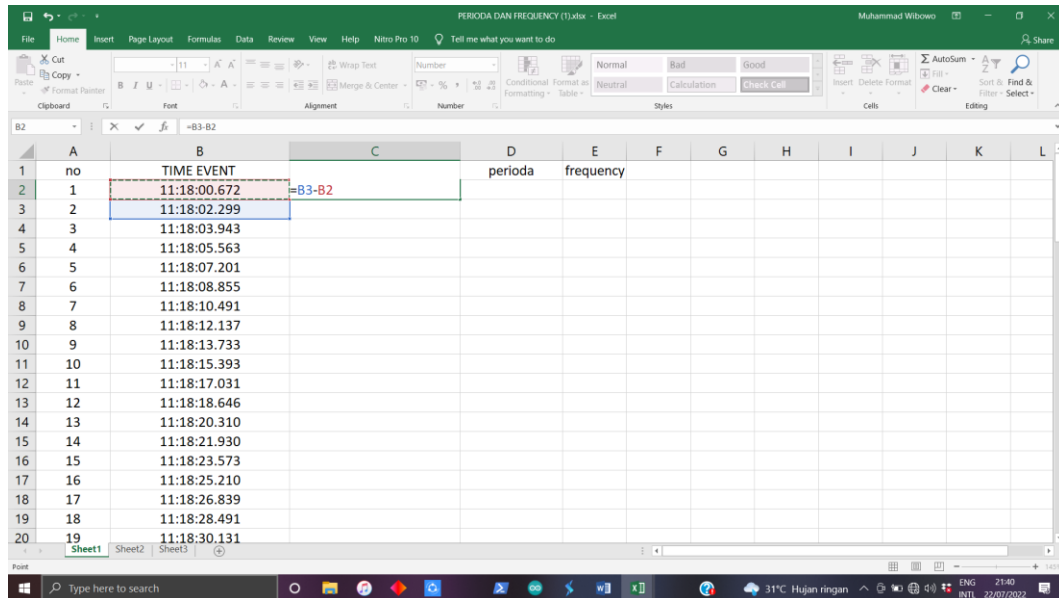 PERIODA DAN FREQUENCY (1).xlsx - Excel
Muhammad Wibowo
File Home Insert Page Layout Formulas Data Review View Help Nitro Pro 10 Tell me what you want to do Share
Cut 11 Wrap Text Number Normal Bad Good AutoSum
Copy Fill
Paste Format Painter Merge & Center Conditional Formatting Format as Table Neutral Calculation Check Cell Insert Delete Format Clear Sort & Filter Find & Select
Clipboard Font Alignment Number Styles Cells Editing
B2 fx =B3-B2
A B C D E F G H I J K L
1 no TIME EVENT perioda frequency
2 1 11:18:00.672 =B3-B2
3 2 11:18:02.299
4 3 11:18:03.943
5 4 11:18:05.563
6 5 11:18:07.201
7 6 11:18:08.855
8 7 11:18:10.491
9 8 11:18:12.137
10 9 11:18:13.733
11 10 11:18:15.393
12 11 11:18:17.031
13 12 11:18:18.646
14 13 11:18:20.310
15 14 11:18:21.930
16 15 11:18:23.573
17 16 11:18:25.210
18 17 11:18:26.839
19 18 11:18:28.491
20 19 11:18:30.131
Sheet1 Sheet2 Sheet3
Point
Type here to search 31°C Hujan ringan ENG 21:40
INTL 22/07/2022